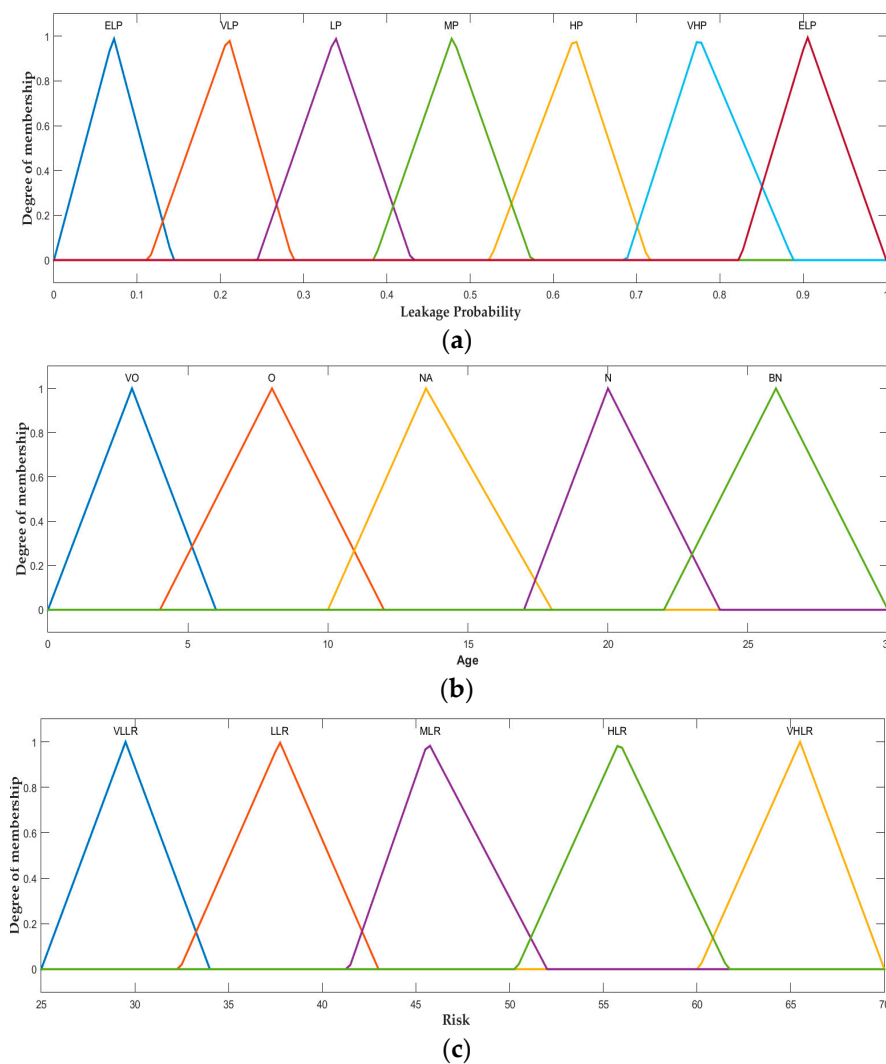 ELP VLP LP MP HP VHP ELP
1
0.8
0.6
0.4
0.2
0
Degree of membership
0 0.1 0.2 0.3 0.4 0.5 0.6 0.7 0.8 0.9 1
Leakage Probability
(a)
VO O NA N BN
1
0.8
0.6
0.4
0.2
0
Degree of membership
0 5 10 15 20 25 3
Age
(b)
VLLR LLR MLR HLR VHLR
1
0.8
0.6
0.4
0.2
0
Degree of membership
25 30 35 40 45 50 55 60 65 70
Risk
(c)